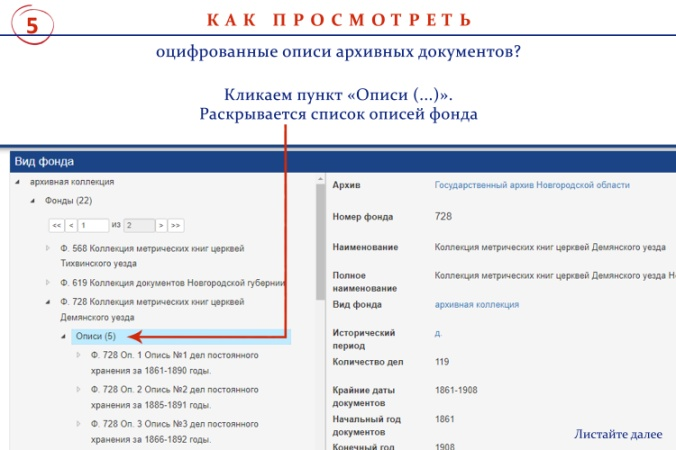 5
КАК ПРОСМОТРЕТЬ
оцифрованные описи архивных документов?
Кликаем пункт «Описи (...)».
Раскрывается список описей фонда
Вид фонда
архивная коллекция
Фонды (22)
<< < 1 из 2 > >>
Ф. 568 Коллекция метрических книг церквей
Тихвинского уезда
Ф. 619 Коллекция документов Новгородской губернии
Ф. 728 Коллекция метрических книг церквей
Демянского уезда
Описи (5)
Ф. 728 Оп. 1 Опись №1 дел постоянного
хранения за 1861-1890 годы.
Ф. 728 Оп. 2 Опись №2 дел постоянного
хранения за 1885-1891 годы.
Ф. 728 Оп. 3 Опись №3 дел постоянного
хранения за 1866-1892 годы.
Архив Государственный архив Новгородской области
Номер фонда 728
Наименование Коллекция метрических книг церквей Демянского уезда
Полное Коллекция метрических книг церквей Демянского уезда Но
наименование
Вид фонда архивная коллекция
Исторический д.
период
Количество дел 119
Крайние даты 1861-1908
документов
Начальный год 1861
документов
Конечный год 1908
Листайте далее